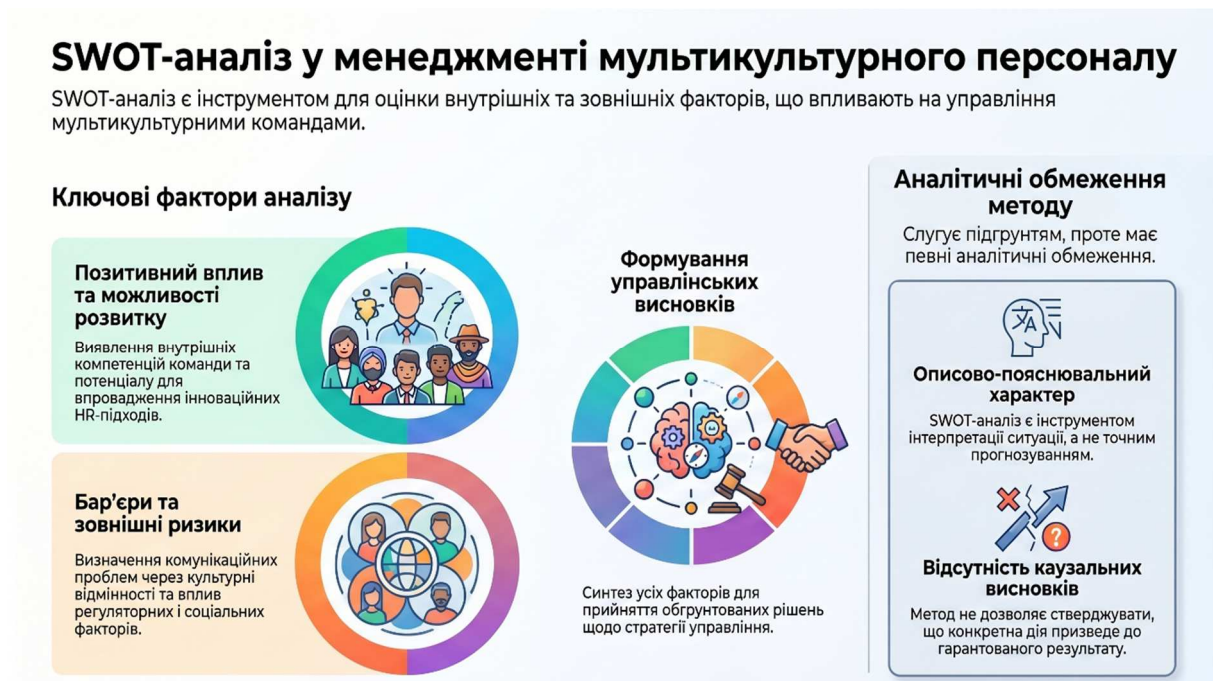 SWOT-аналіз у менеджменті мультикультурного персоналу
SWOT-аналіз є інструментом для оцінки внутрішніх та зовнішніх факторів, що впливають на управління
мультикультурними командами.
Ключові фактори аналізу
Позитивний вплив
та можливості
розвитку
Виявлення внутрішніх
компетенцій команди та
потенціалу для
впровадження інноваційних
HR-підходів.
Бар’єри та
зовнішні ризики
Визначення комунікаційних
проблем через культурні
відмінності та вплив
регуляторних і соціальних
факторів.
Формування
управлінських
висновків
Синтез усіх факторів для
прийняття обгрунтованих рішень
щодо стратегії управління.
Аналітичні обмеження
методу
Слугує підгрунтям, проте має
певні аналітичні обмеження.
Описово-пояснювальний
характер
SWOT-аналіз є інструментом
інтерпретації ситуації, а не точним
прогнозуванням.
Відсутність каузальних
висновків
Метод не дозволяє стверджувати,
що конкретна дія призведе до
гарантованого результату.